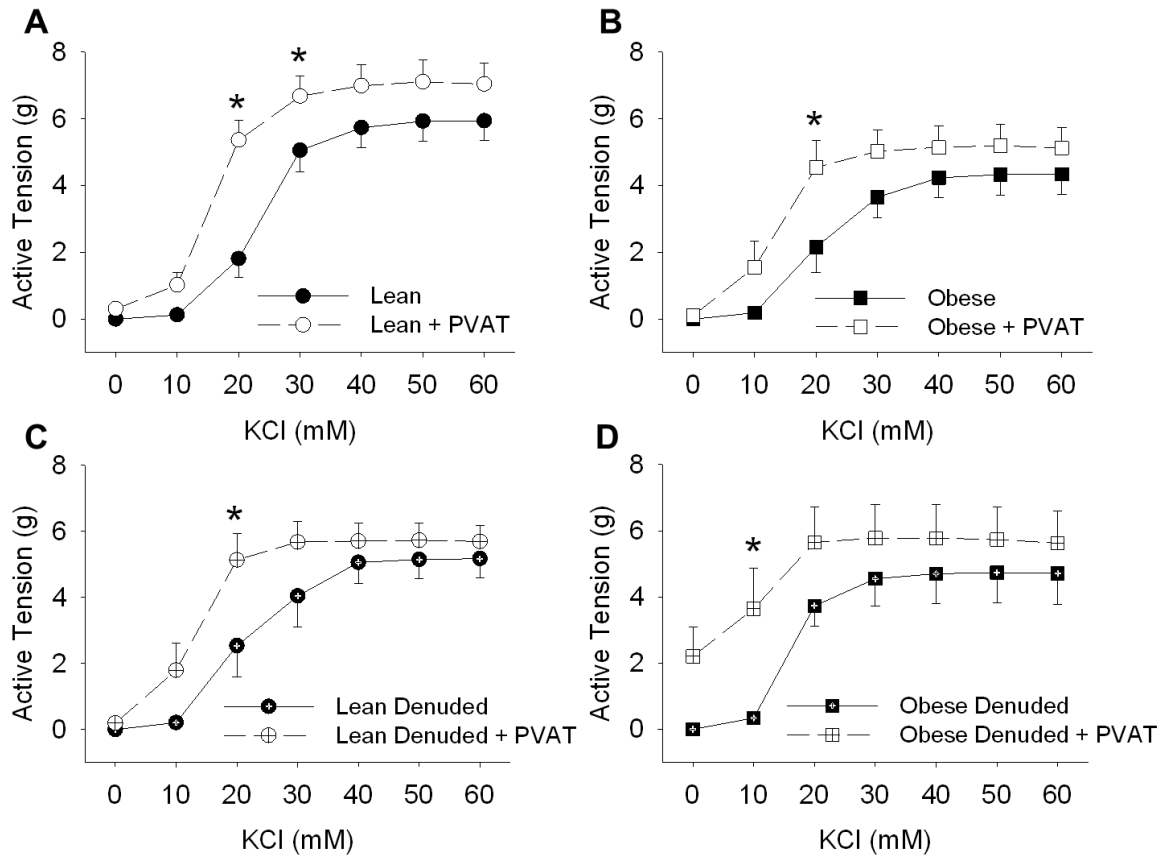 A
8
6
4
2
0
Active Tension (g)
*
*
Lean
Lean + PVAT
0 10 20 30 40 50 60
KCl (mM)
B
8
6
4
2
0
Active Tension (g)
*
Obese
Obese + PVAT
0 10 20 30 40 50 60
KCl (mM)
C
8
6
4
2
0
Active Tension (g)
*
Lean Denuded
Lean Denuded + PVAT
0 10 20 30 40 50 60
KCl (mM)
D
8
6
4
2
0
Active Tension (g)
*
Obese Denuded
Obese Denuded + PVAT
0 10 20 30 40 50 60
KCl (mM)